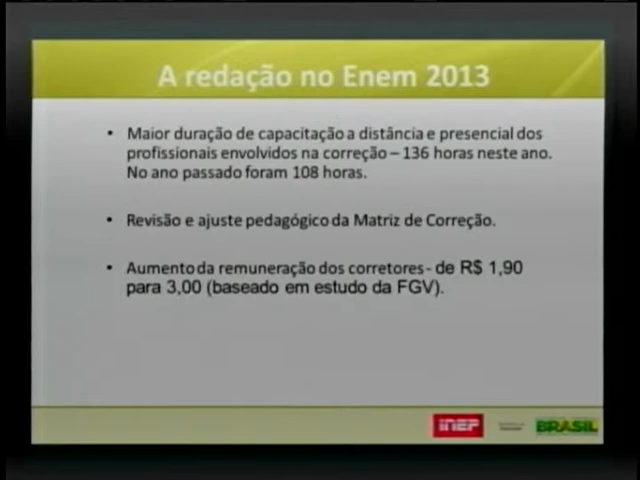 A redação no Enem 2013
• Maior duração de capacitação a distância e presencial dos
profissionais envolvidos na correção – 136 horas neste ano.
No ano passado foram 108 horas.
• Revisão e ajuste pedagógico da Matriz de Correção.
• Aumento da remuneração dos corretores - de R$ 1,90
para 3,00 (baseado em estudo da FGV).
INEP
BRASIL